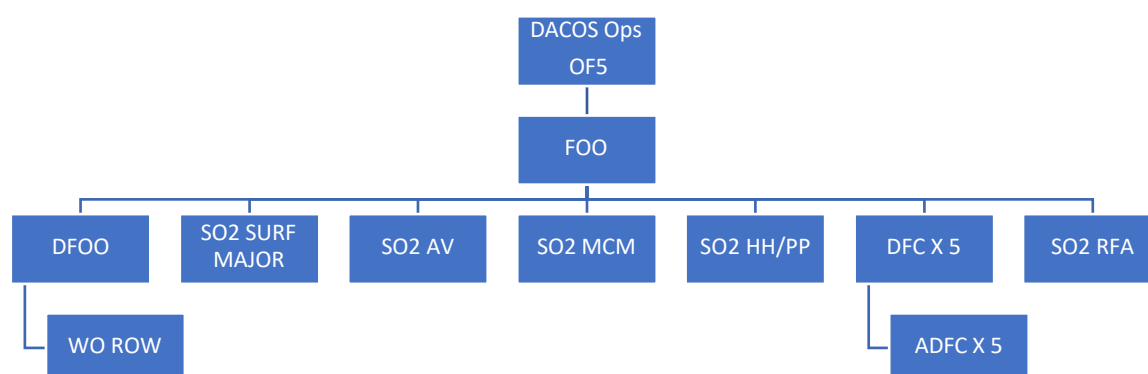 DACOS Ops
OF5
FOO
DFOO
SO2 SURF
MAJOR
SO2 AV
SO2 MCM
SO2 HH/PP
DFC X 5
SO2 RFA
WO ROW
ADFC X 5